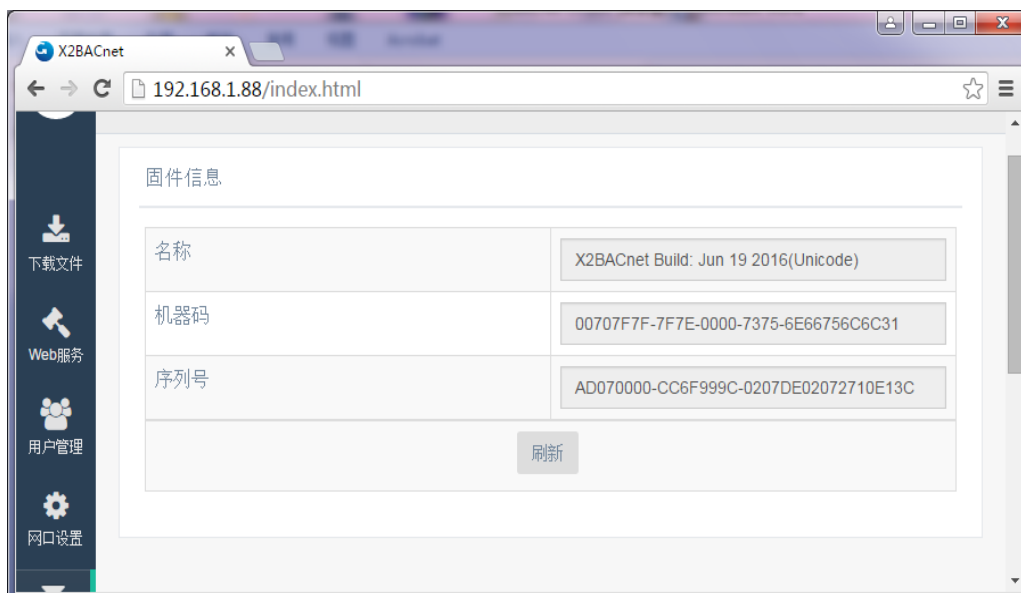 X2BACnet
192.168.1.88/index.html
固件信息
下载文件
名称
X2BACnet Build: Jun 19 2016(Unicode)
机器码
00707F7F-7F7E-0000-7375-6E66756C6C31
Web服务
序列号
AD070000-CC6F999C-0207DE02072710E13C
用户管理
刷新
网口设置